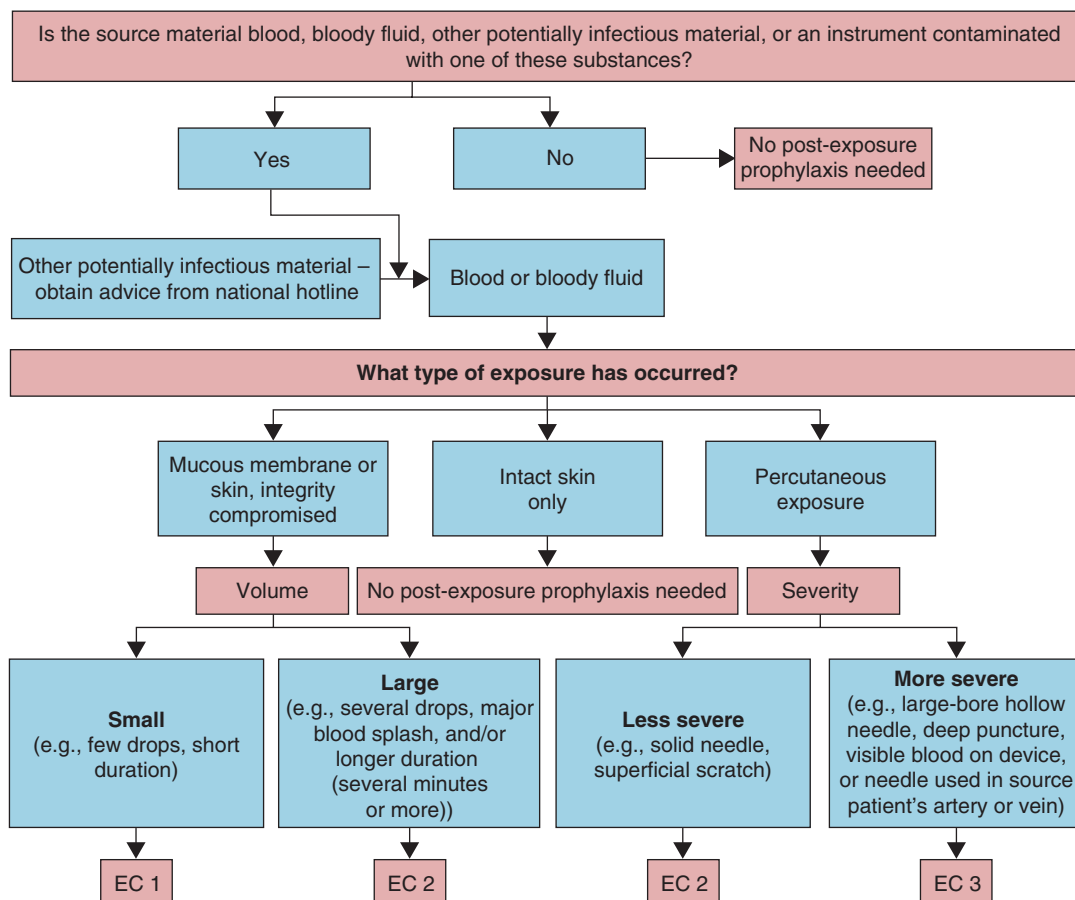 Is the source material blood, bloody fluid, other potentially infectious material, or an instrument contaminated
with one of these substances?
Yes
No
No post-exposure
prophylaxis needed
Other potentially infectious material –
obtain advice from national hotline
Blood or bloody fluid
What type of exposure has occurred?
Mucous membrane or
skin, integrity
compromised
Intact skin
only
Percutaneous
exposure
Volume
No post-exposure prophylaxis needed
Severity
Small
(e.g., few drops, short
duration)
Large
(e.g., several drops, major
blood splash, and/or
longer duration
(several minutes
or more))
Less severe
(e.g., solid needle,
superficial scratch)
More severe
(e.g., large-bore hollow
needle, deep puncture,
visible blood on device,
or needle used in source
patient's artery or vein)
EC 1
EC 2
EC 2
EC 3